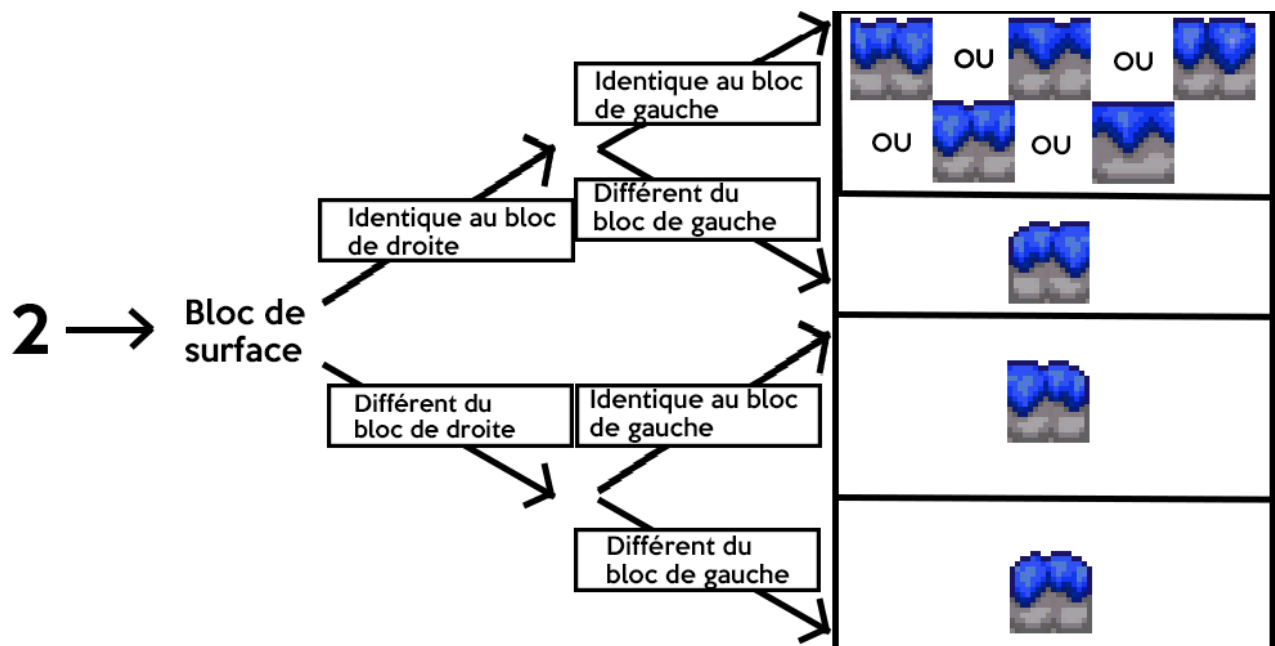 Identique au bloc
de gauche
OU
OU
OU
OU
Différent du
bloc de gauche
Identique au bloc
de droite
2
Bloc de
surface
Différent du
bloc de droite
Identique au bloc
de gauche
Différent du
bloc de gauche